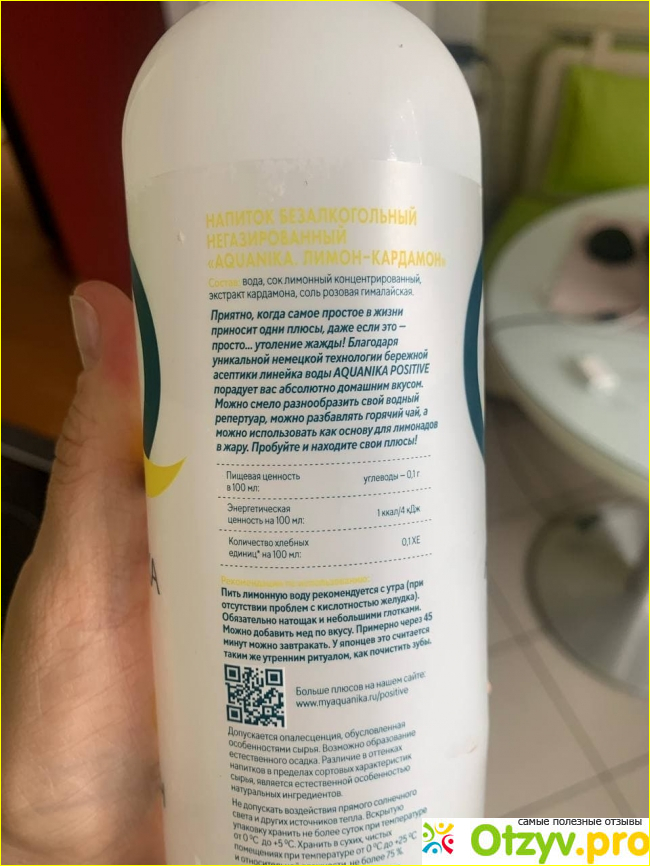 НАПИТОК БЕЗАЛКОГОЛЬНЫЙ
НЕГАЗИРОВАННЫЙ
«AQUANIKA. ЛИМОН-КАРДАМОН»
Состав: вода, сок лимонный концентрированный,
экстракт кардамона, соль розовая гималайская.
Приятно, когда самое простое в жизни
приносит одни плюсы, даже если это –
просто... утоление жажды! Благодаря
уникальной немецкой технологии бережной
асептики линейка воды AQUANIKA POSITIVE
порадует вас абсолютно домашним вкусом.
Можно смело разнообразить свой водный
репертуар, можно разбавлять горячий чай, а
можно использовать как основу для лимонадов
в жару. Пробуйте и находите свои плюсы!
Пищевая ценность
в 100 мл:
углеводы – 0,1 г.
Энергетическая
ценность на 100 мл:
1 ккал/4 кДж
Количество хлебных
единиц* на 100 мл:
0,1 ХЕ
Рекомендации по использованию:
Пить лимонную воду рекомендуется с утра (при
отсутствии проблем с кислотностью желудка).
Обязательно натощак и небольшими глотками.
Можно добавить мед по вкусу. Примерно через 45
минут можно завтракать. У японцев это считается
таким же утренним ритуалом, как почистить зубы.
Больше плюсов на нашем сайте:
www.myaquanika.ru/positive
Допускается опалесценция, обусловленная
особенностями сырья. Возможно образование
естественного осадка. Различие в оттенках
напитков в пределах сортовых характеристик
сырья, является естественной особенностью
натуральных ингредиентов.
Не допускать воздействия прямого солнечного
света и других источников тепла. Вскрытую
упаковку хранить не более суток при температуре
от 0 °С до +5 °С. Хранить в сухих, чистых
помещениях при температуре от 0 °С до +25 °С
и относительной влажности не более 75 %.
самые полезные отзывы
Otzyv.pro